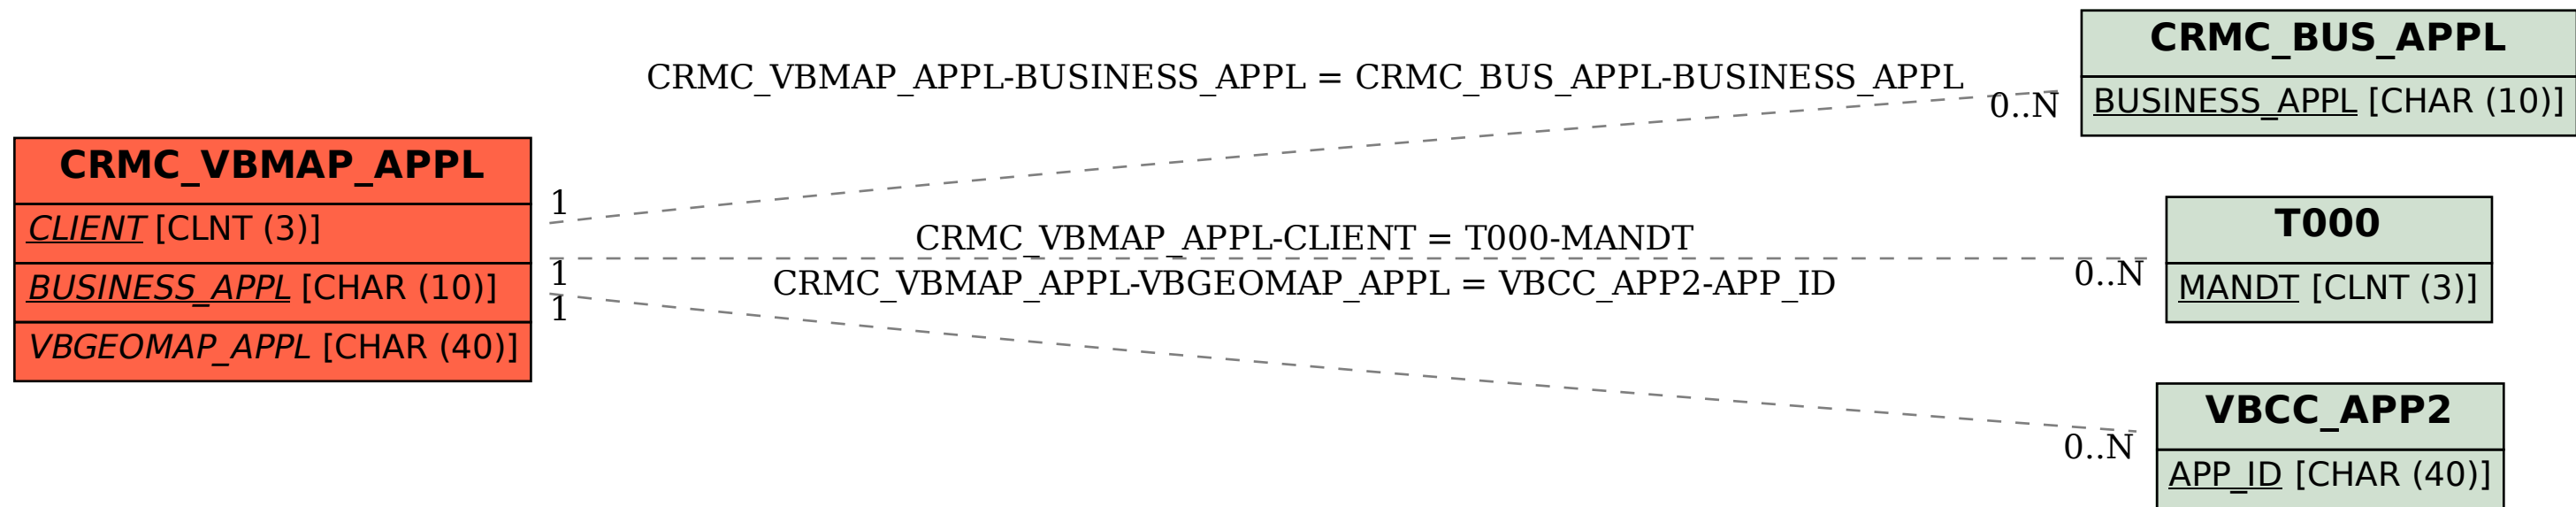 CRMC_VBMAP_APPL
CLIENT [CLNT (3)]
BUSINESS_APPL [CHAR (10)]
VBGEOMAP_APPL [CHAR (40)]
CRMC_VBMAP_APPL-BUSINESS_APPL = CRMC_BUS_APPL-BUSINESS_APPL
1
0..N
CRMC_VBMAP_APPL-CLIENT = T000-MANDT
1
0..N
CRMC_VBMAP_APPL-VBGEOMAP_APPL = VBCC_APP2-APP_ID
1
0..N
CRMC_BUS_APPL
BUSINESS_APPL [CHAR (10)]
T000
MANDT [CLNT (3)]
VBCC_APP2
APP_ID [CHAR (40)]